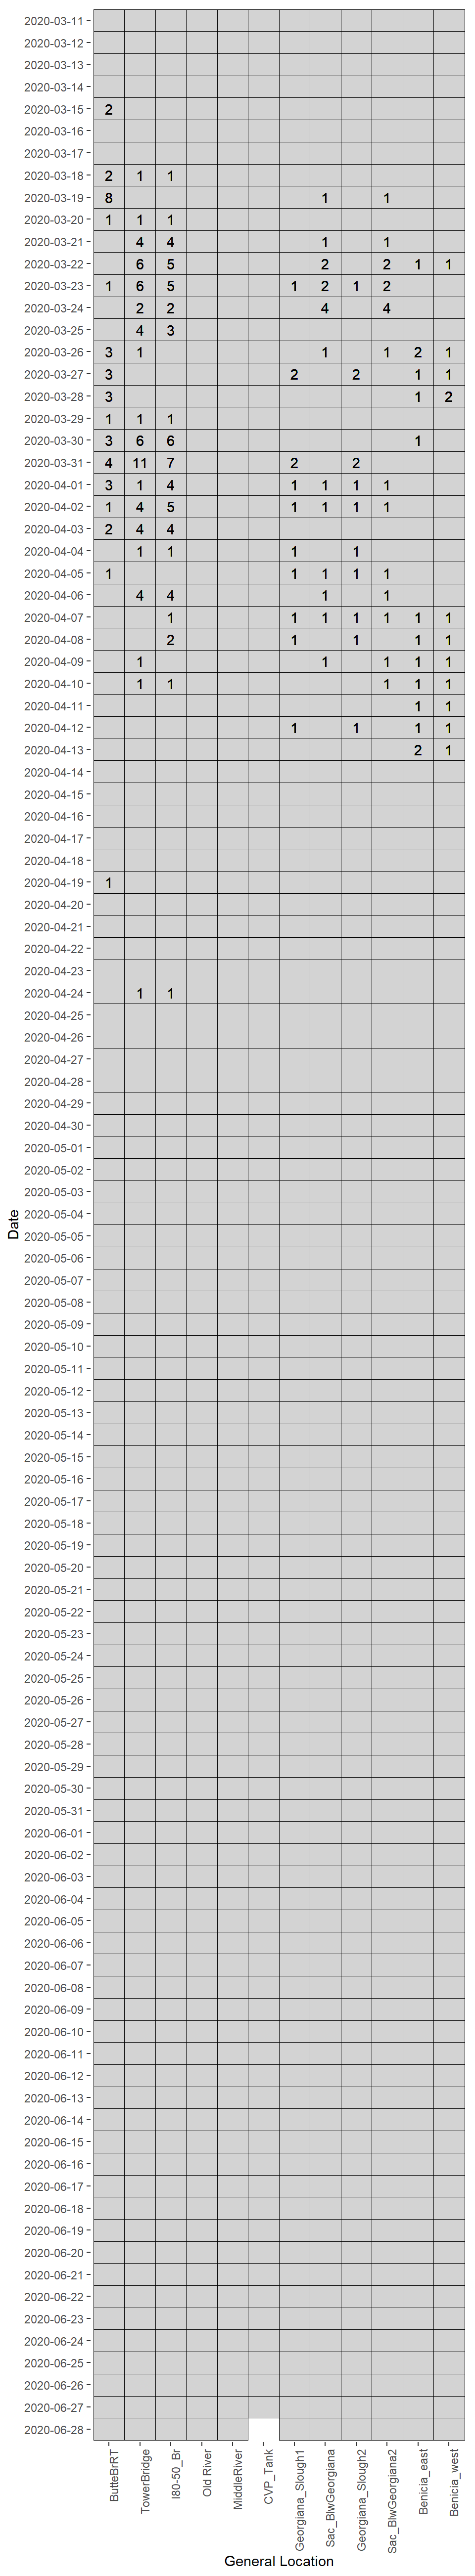 2020-03-11
2020-03-12
2020-03-13
2020-03-14
2020-03-15 2
2020-03-16
2020-03-17
2020-03-18 2 1 1
2020-03-19 8 1 1
2020-03-20 1 1 1
2020-03-21 4 4 1 1
2020-03-22 6 5 2 2 1 1
2020-03-23 1 6 5 1 2 1 2
2020-03-24 2 2 4 4
2020-03-25 4 3
2020-03-26 3 1 1 1 2 1
2020-03-27 3 2 2 1 1
2020-03-28 3 1 2
2020-03-29 1 1 1
2020-03-30 3 6 6 1
2020-03-31 4 11 7 2 2
2020-04-01 3 1 4 1 1 1 1
2020-04-02 1 4 5 1 1 1 1
2020-04-03 2 4 4
2020-04-04 1 1 1 1
2020-04-05 1 1 1 1 1
2020-04-06 4 4 1 1
2020-04-07 1 1 1 1 1 1 1
2020-04-08 2 1 1 1 1
2020-04-09 1 1 1 1 1
2020-04-10 1 1 1 1 1
2020-04-11 1 1
2020-04-12 1 1 1 1
2020-04-13 2 1
2020-04-14
2020-04-15
2020-04-16
2020-04-17
2020-04-18
2020-04-19 1
2020-04-20
2020-04-21
2020-04-22
2020-04-23
2020-04-24 1 1
2020-04-25
2020-04-26
2020-04-27
2020-04-28
2020-04-29
2020-04-30
2020-05-01
2020-05-02
2020-05-03
2020-05-04
Date
2020-05-05
2020-05-06
2020-05-07
2020-05-08
2020-05-09
2020-05-10
2020-05-11
2020-05-12
2020-05-13
2020-05-14
2020-05-15
2020-05-16
2020-05-17
2020-05-18
2020-05-19
2020-05-20
2020-05-21
2020-05-22
2020-05-23
2020-05-24
2020-05-25
2020-05-26
2020-05-27
2020-05-28
2020-05-29
2020-05-30
2020-05-31
2020-06-01
2020-06-02
2020-06-03
2020-06-04
2020-06-05
2020-06-06
2020-06-07
2020-06-08
2020-06-09
2020-06-10
2020-06-11
2020-06-12
2020-06-13
2020-06-14
2020-06-15
2020-06-16
2020-06-17
2020-06-18
2020-06-19
2020-06-20
2020-06-21
2020-06-22
2020-06-23
2020-06-24
2020-06-25
2020-06-26
2020-06-27
2020-06-28
ButteBrRT
TowerBridge
I80-50_Br
Old River
MiddleRiver
CVP_Tank
Georgiana_Slough1
Sac_BlwGeorgiana
Georgiana_Slough2
Sac_BlwGeorgiana2
Benicia_east
Benicia_west
General Location